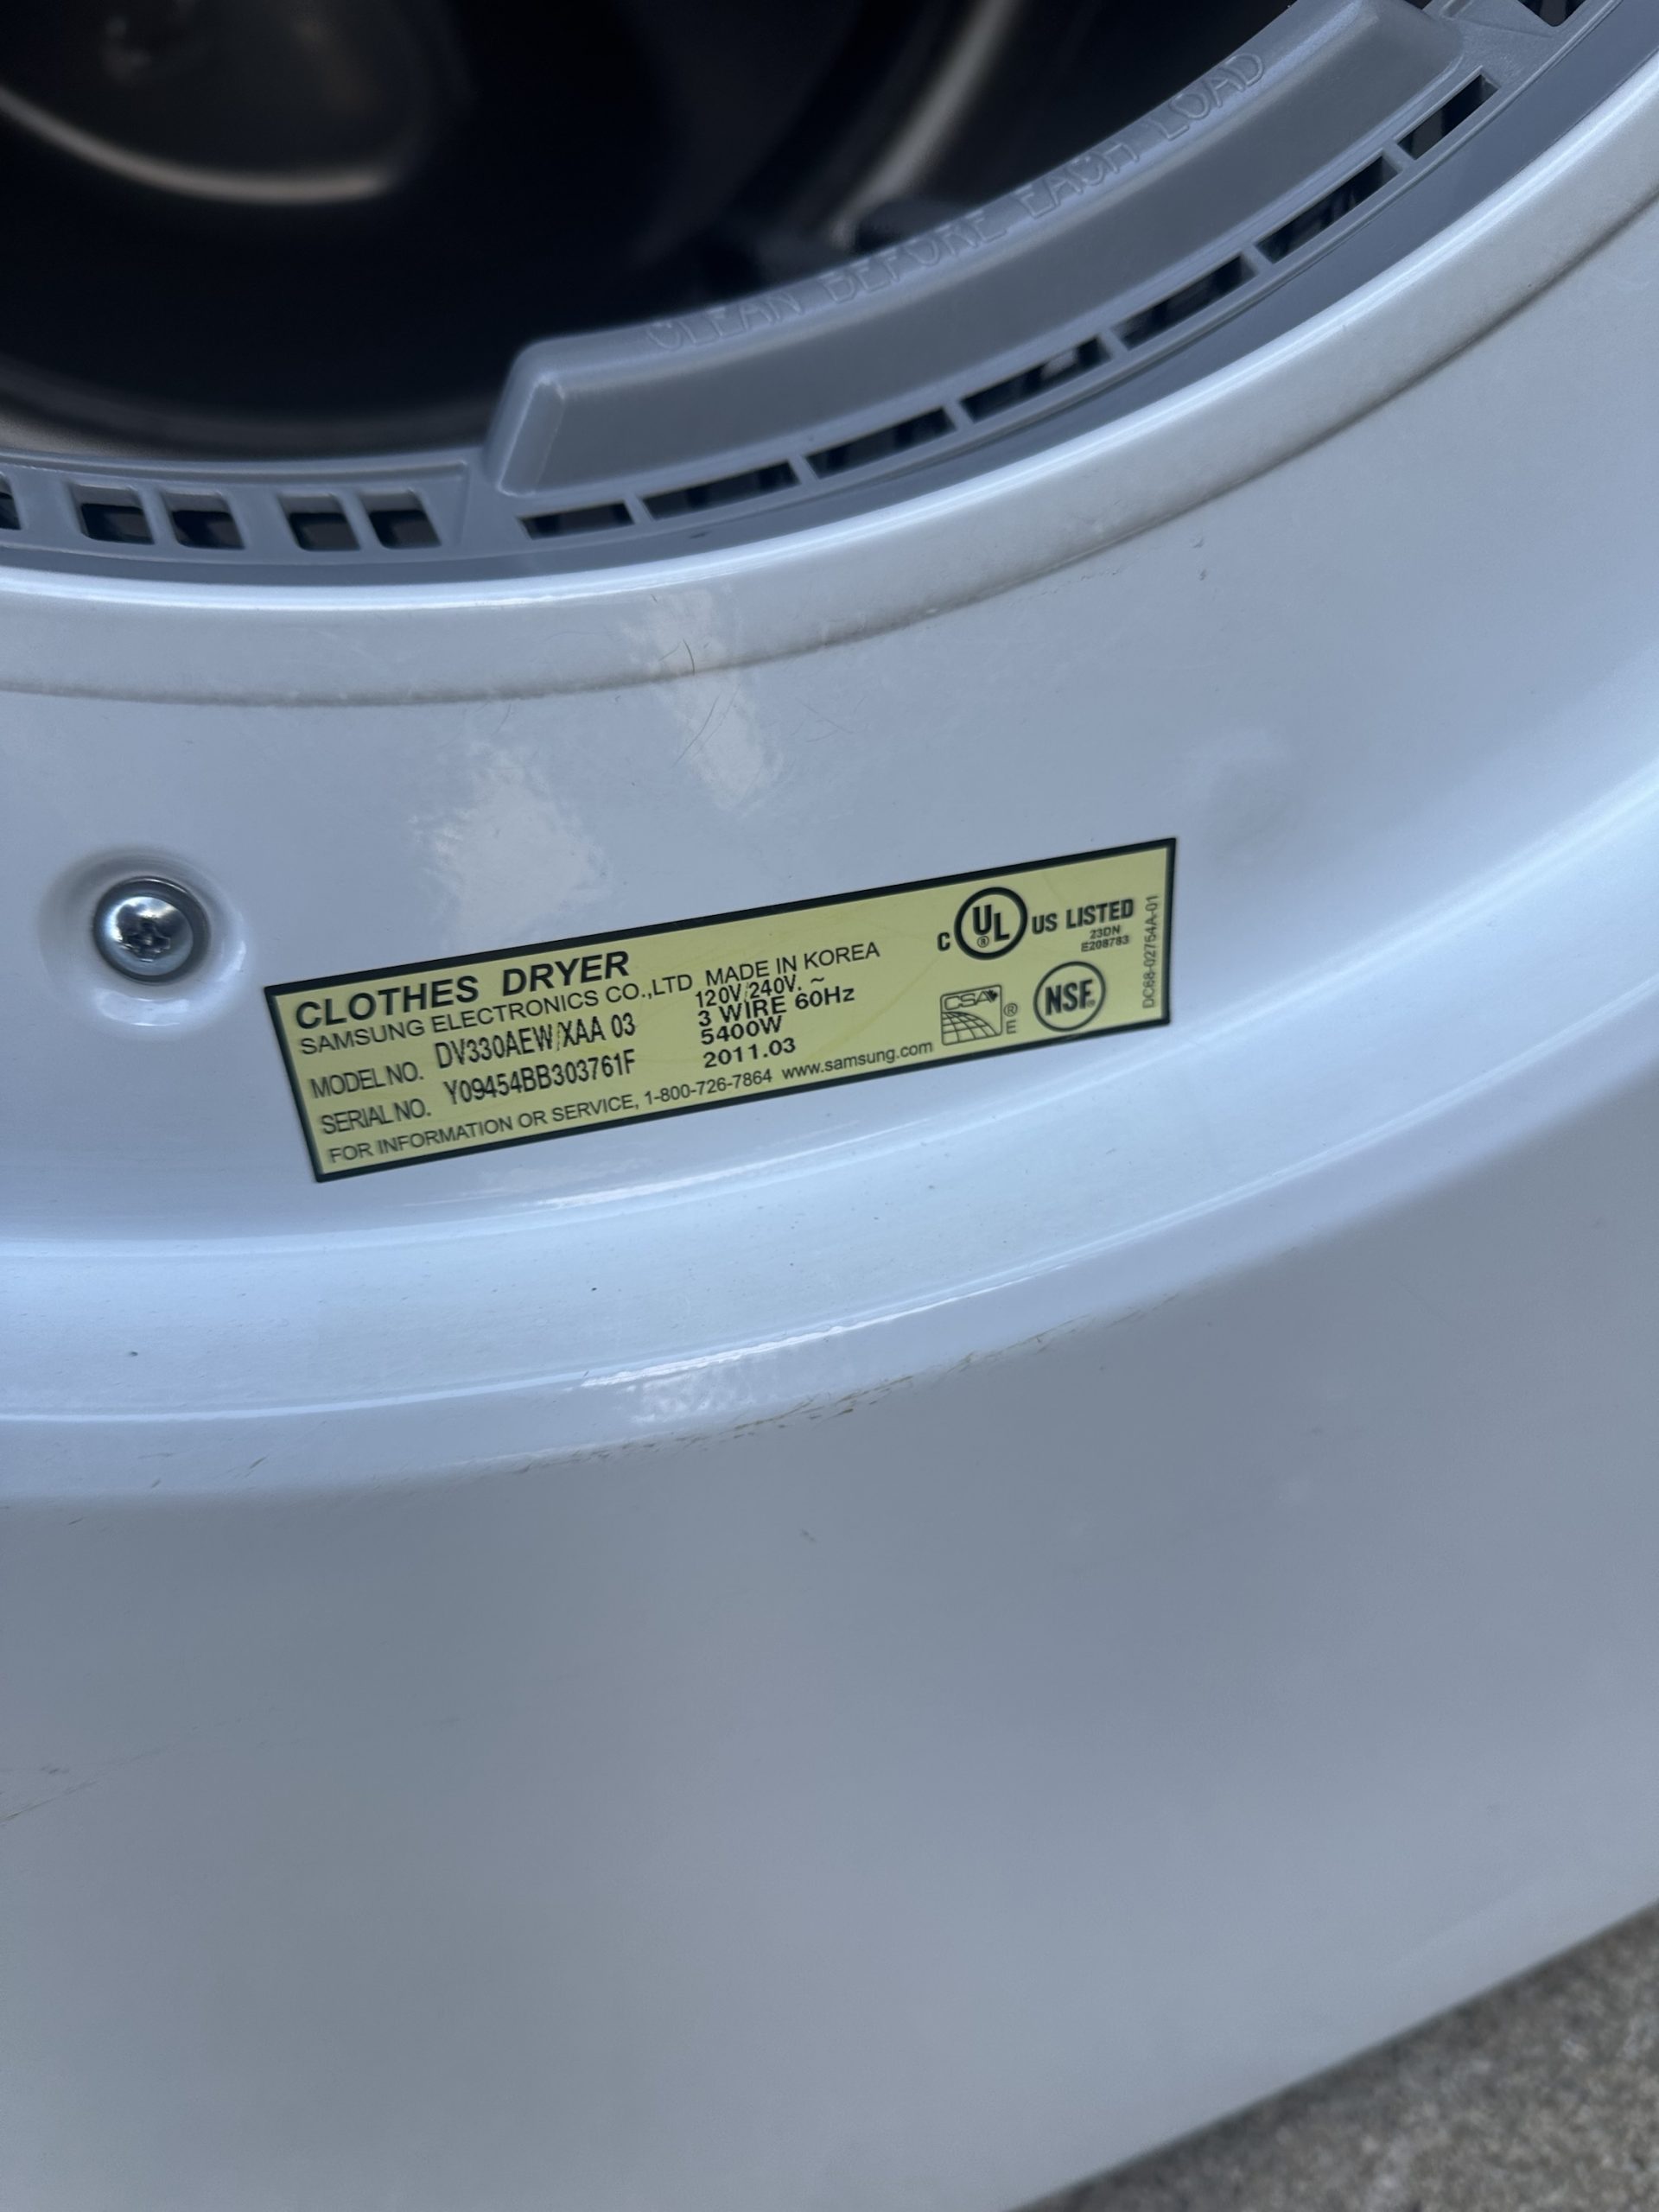 CLEAN BEFORE EACH LOAD
CLOTHES DRYER
SAMSUNG ELECTRONICS CO.,LTD MADE IN KOREA
MODEL NO. DV330AEW/XAA 03
SERIAL NO. Y09454BB303761F
120V/240V. ~
3 WIRE 60Hz
5400W
2011.03
FOR INFORMATION OR SERVICE, 1-800-726-7864 www.samsung.com
C UL ® US LISTED
23DN
E208783
CSA ®
E
NSF®
DC68-02754A-01